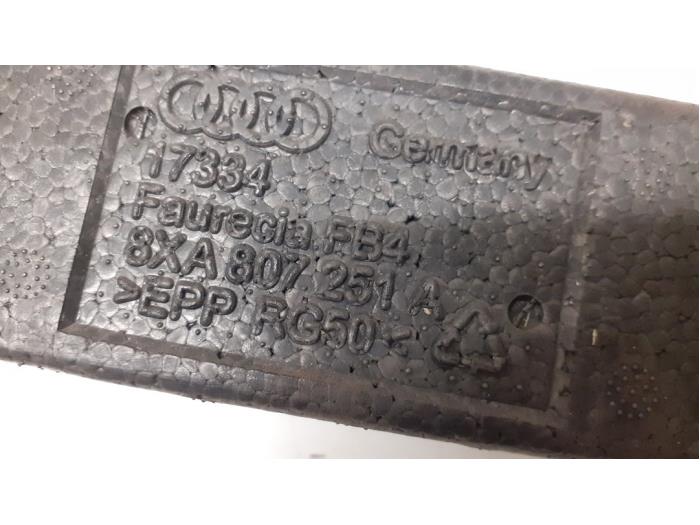 Germany
17334
Faurecia FB4
8XA 807 251 A
>EPP RG50<